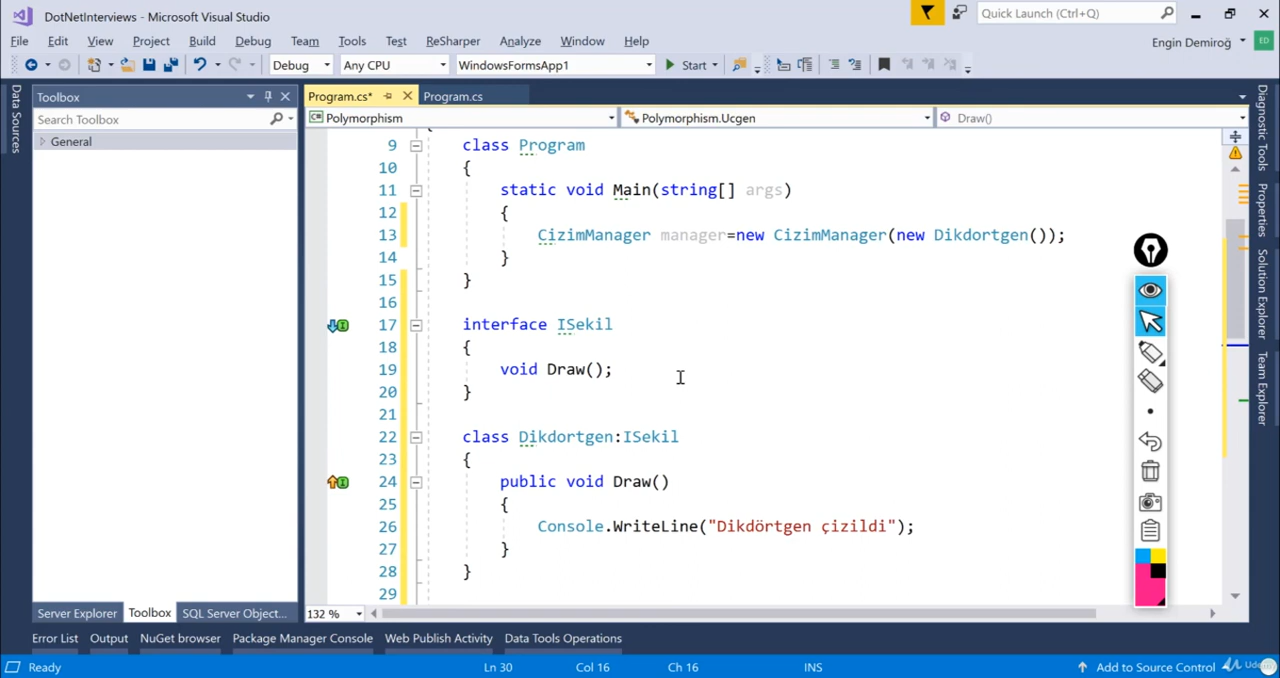 DotNetInterviews - Microsoft Visual Studio
Quick Launch (Ctrl+Q)
File Edit View Project Build Debug Team Tools Test ReSharper Analyze Window Help
Engin Demiroğ
ED
Debug Any CPU WindowsFormsApp1 Start
Data Sources
Toolbox
Search Toolbox
General
Program.cs* Program.cs
Polymorphism Polymorphism.Ucgen Draw()
9 class Program
10 {
11 static void Main(string[] args)
12 {
13 CizimManager manager=new CizimManager(new Dikdortgen());
14 }
15 }
16
17 interface ISekil
18 {
19 void Draw();
20 }
21
22 class Dikdortgen:ISekil
23 {
24 public void Draw()
25 {
26 Console.WriteLine("Dikdörtgen çizildi");
27 }
28 }
29
132 %
Diagnostic Tools
Properties
Solution Explorer
Team Explorer
Server Explorer Toolbox SQL Server Object...
Error List Output NuGet browser Package Manager Console Web Publish Activity Data Tools Operations
Ready Ln 30 Col 16 Ch 16 INS Add to Source Control
Udemy